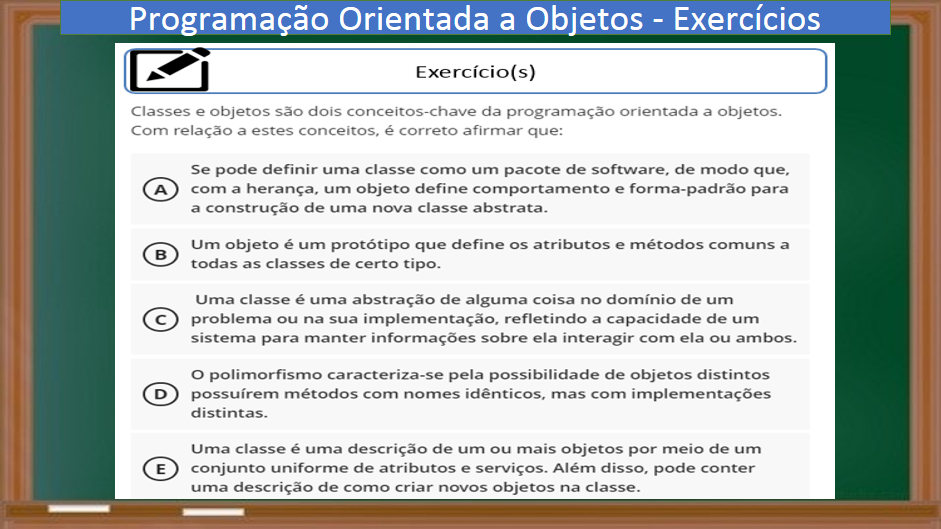 Programação Orientada a Objetos - Exercícios
Exercício(s)
Classes e objetos são dois conceitos-chave da programação orientada a objetos.
Com relação a estes conceitos, é correto afirmar que:
A
Se pode definir uma classe como um pacote de software, de modo que,
com a herança, um objeto define comportamento e forma-padrão para
a construção de uma nova classe abstrata.
B
Um objeto é um protótipo que define os atributos e métodos comuns a
todas as classes de certo tipo.
C
Uma classe é uma abstração de alguma coisa no domínio de um
problema ou na sua implementação, refletindo a capacidade de um
sistema para manter informações sobre ela interagir com ela ou ambos.
D
O polimorfismo caracteriza-se pela possibilidade de objetos distintos
possuírem métodos com nomes idênticos, mas com implementações
distintas.
E
Uma classe é uma descrição de um ou mais objetos por meio de um
conjunto uniforme de atributos e serviços. Além disso, pode conter
uma descrição de como criar novos objetos na classe.